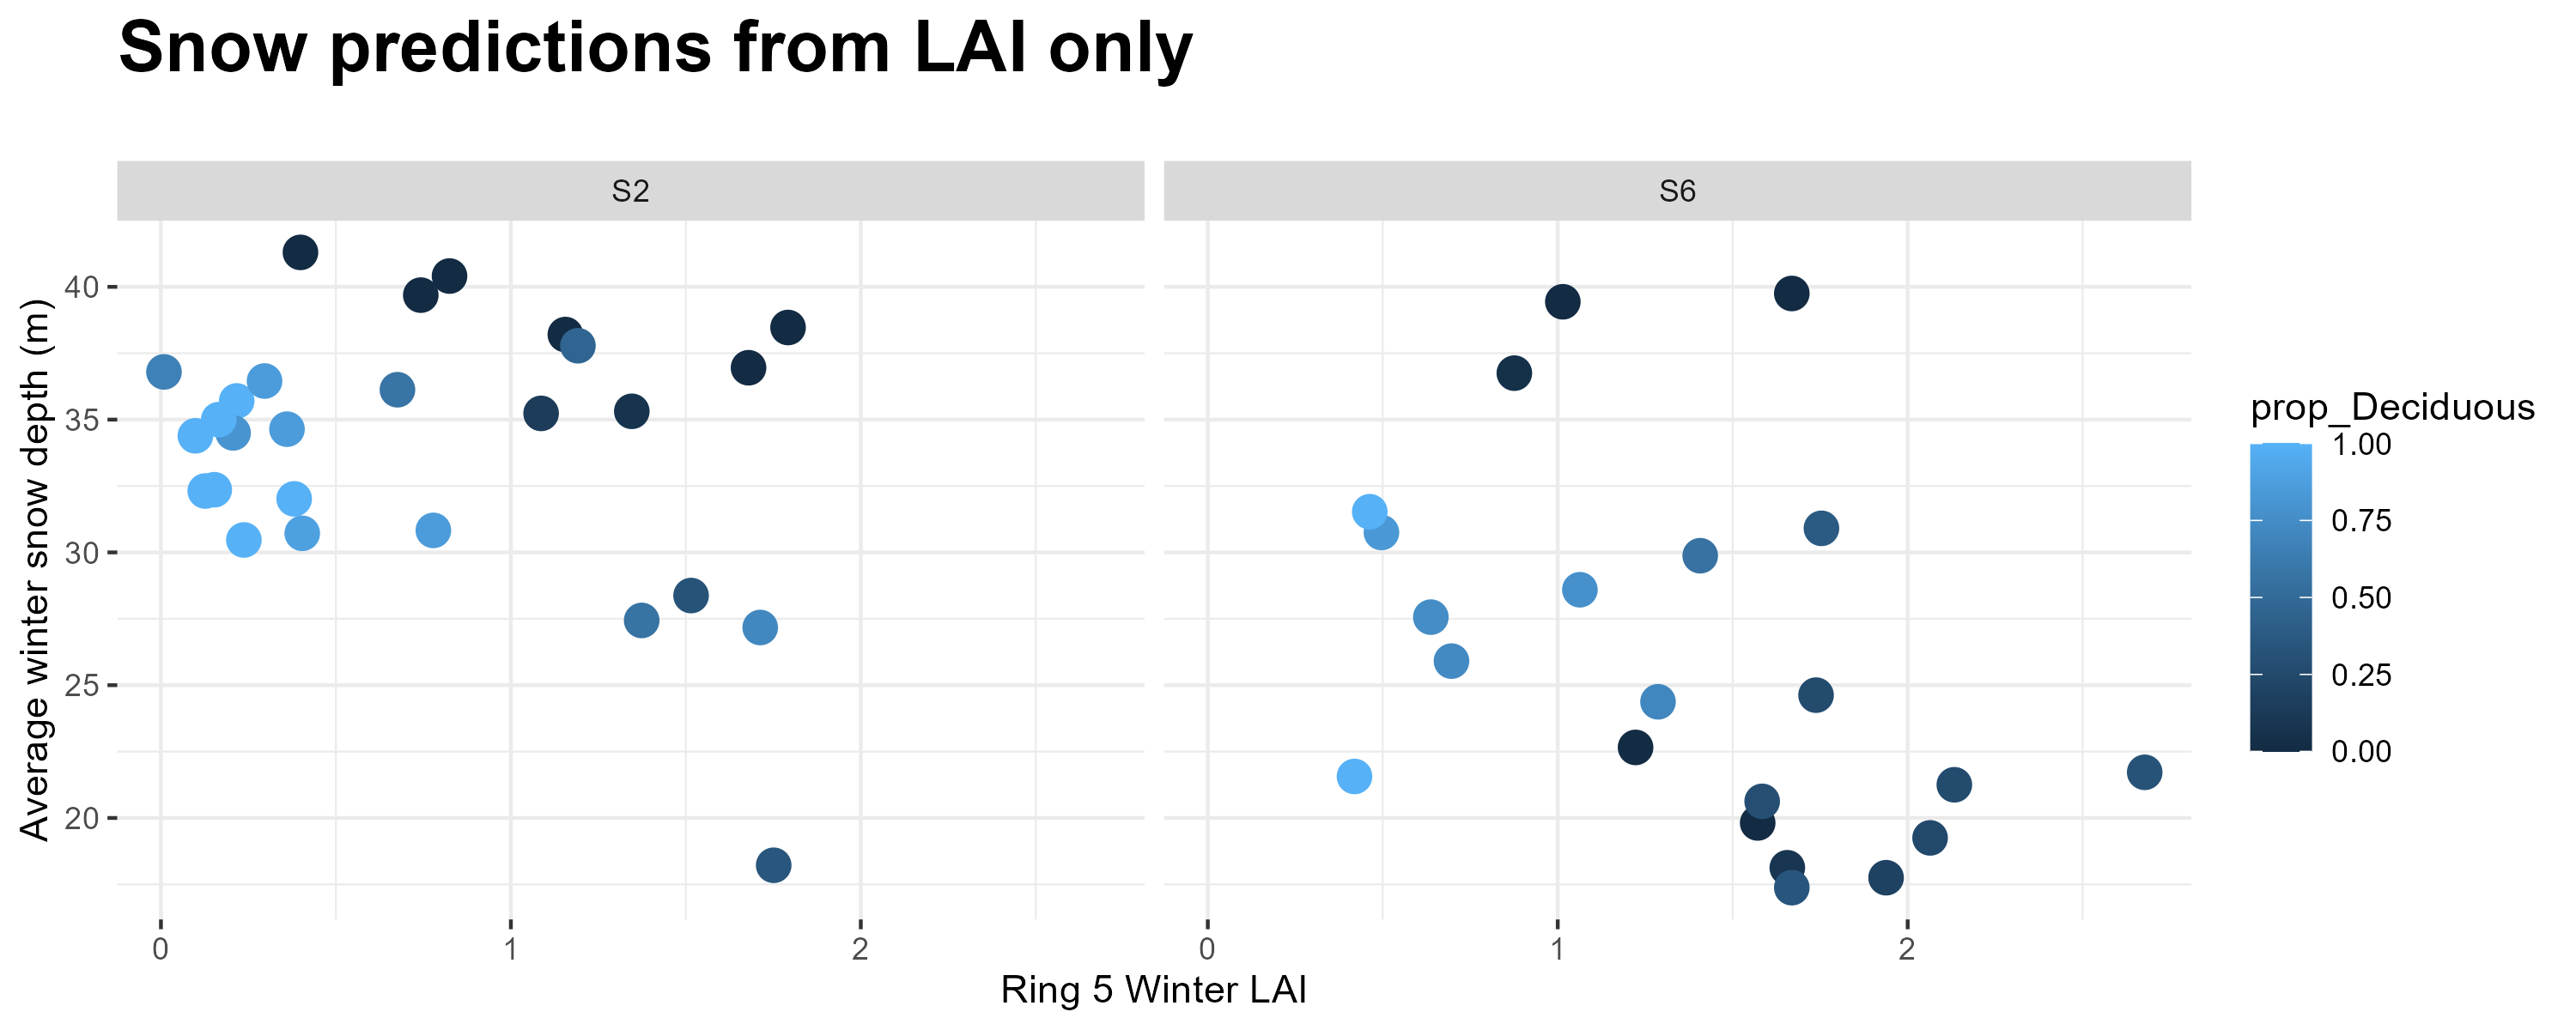 Snow predictions from LAI only
S2
S6
Average winter snow depth (m)
40
35
30
25
20
0
1
2
0
1
2
Ring 5 Winter LAI
prop_Deciduous
1.00
0.75
0.50
0.25
0.00